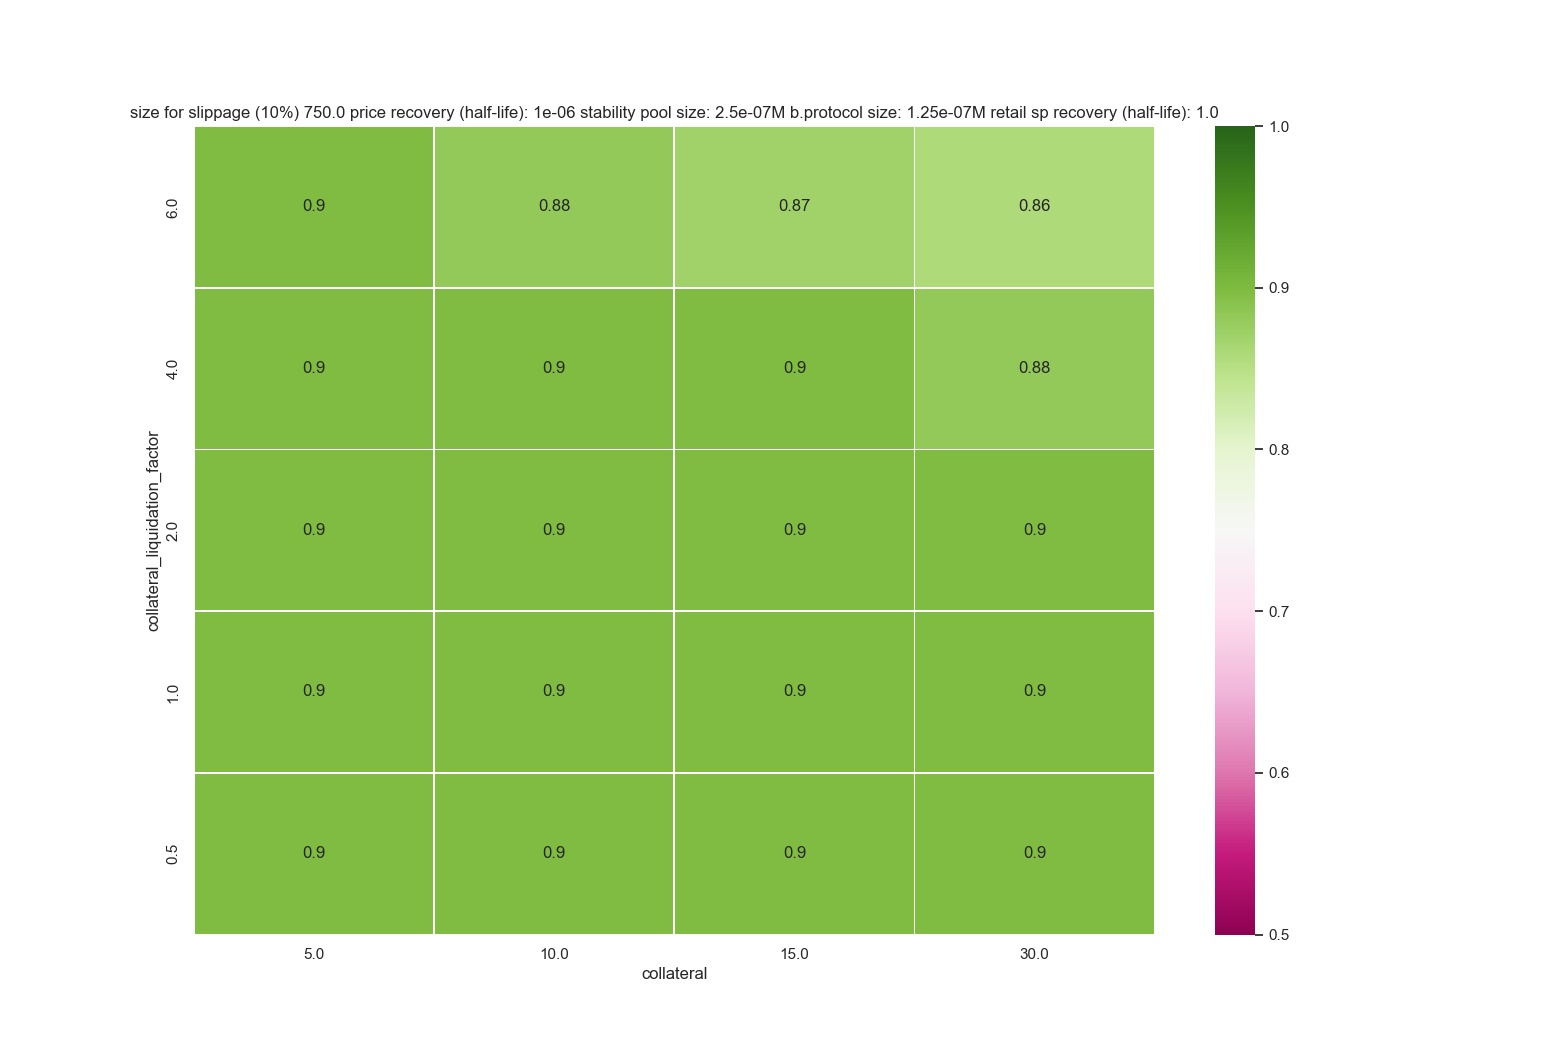 size for slippage (10%) 750.0 price recovery (half-life): 1e-06 stability pool size: 2.5e-07M b.protocol size: 1.25e-07M retail sp recovery (half-life): 1.0
1.0
6.0
0.9 0.88 0.87 0.86
0.9
4.0
0.9 0.9 0.9 0.88
0.8
collateral_liquidation_factor
2.0
0.9 0.9 0.9 0.9
0.7
1.0
0.9 0.9 0.9 0.9
0.6
0.5
0.9 0.9 0.9 0.9
0.5
5.0 10.0 15.0 30.0
collateral